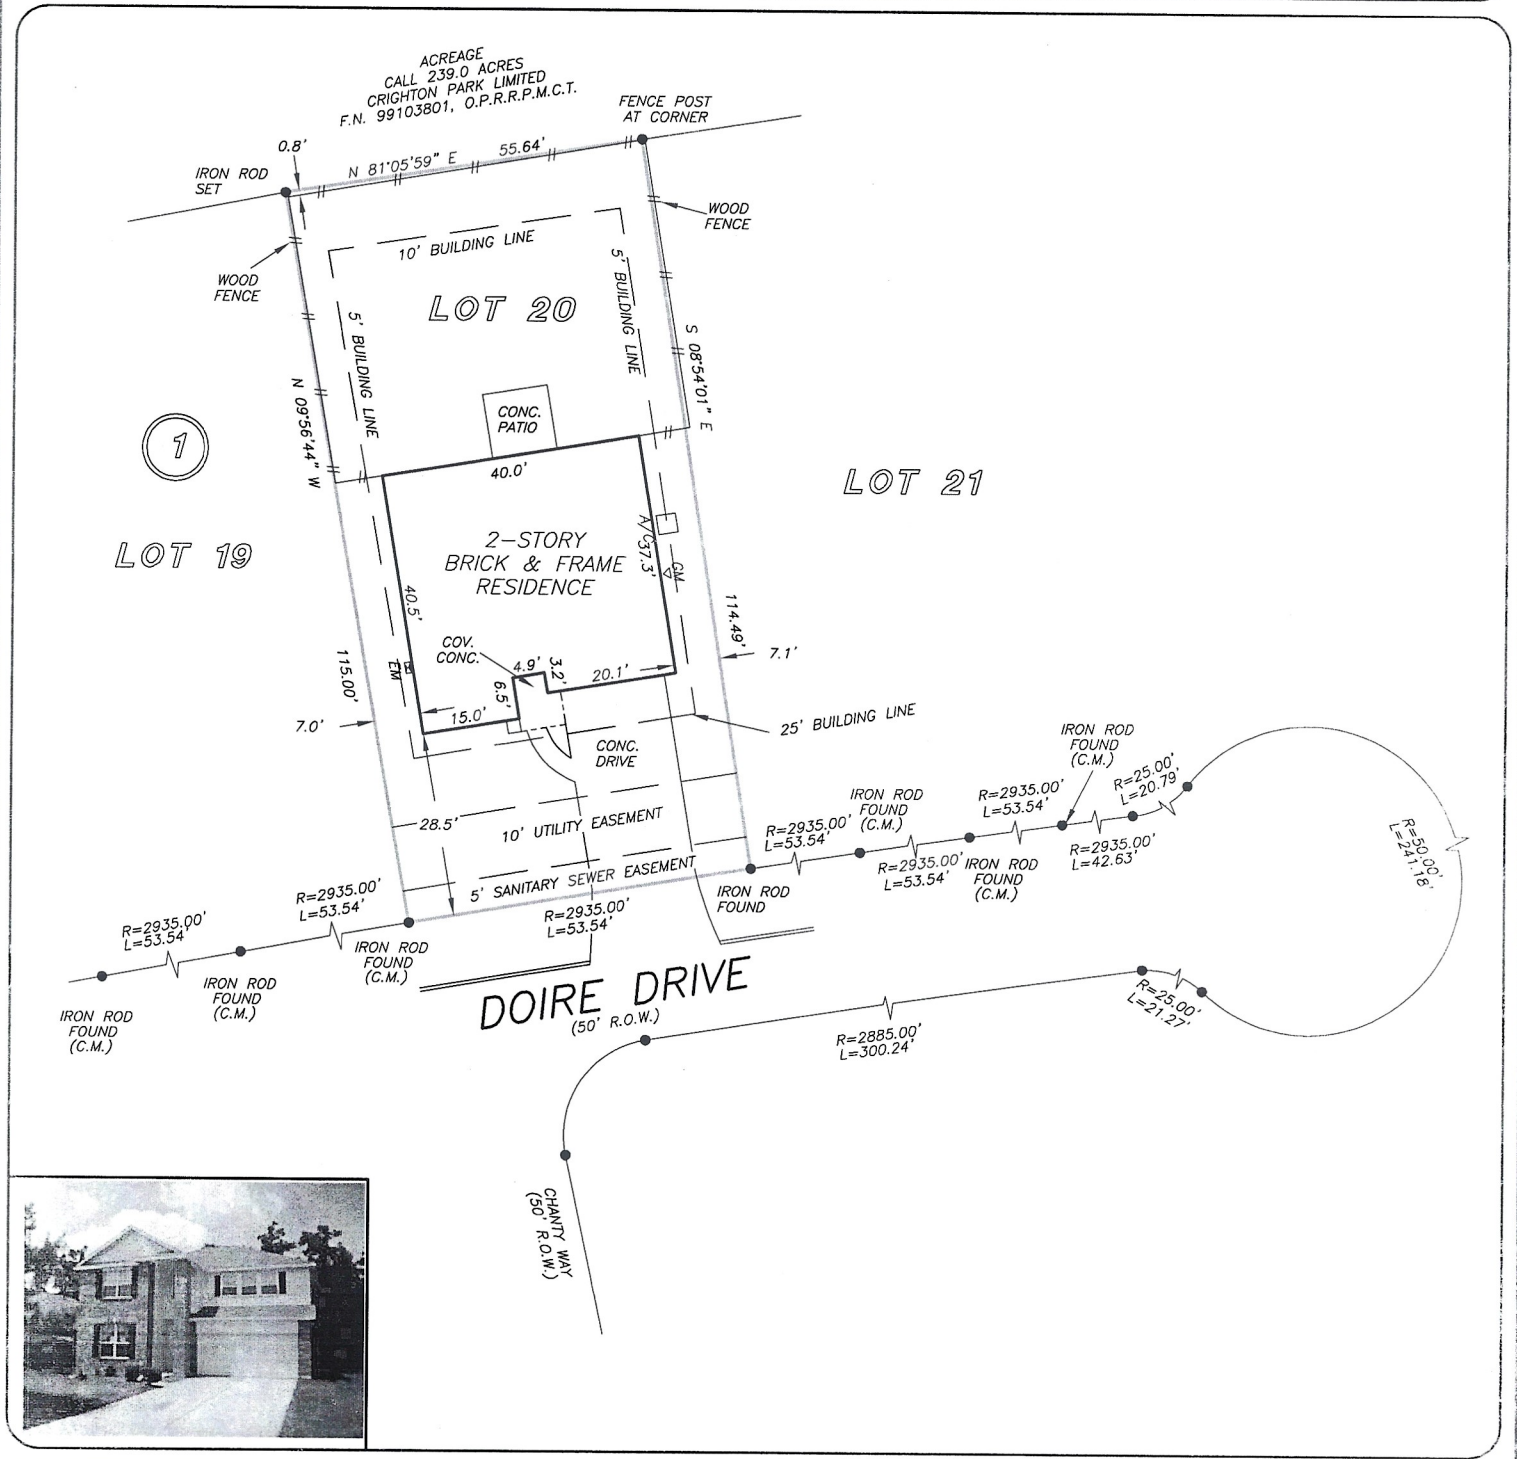 ACREAGE
CALL 239.0 ACRES
CRIGHTON PARK LIMITED
F.N. 99103801, O.P.R.R.P.M.C.T.
FENCE POST
AT CORNER
0.8'
N 81°05'59" E 55.64'
IRON ROD
SET
WOOD
FENCE
WOOD
FENCE
10' BUILDING LINE
5' BUILDING LINE
5' BUILDING LINE
LOT 20
S 08°54'01" E
N 09°56'44" W
CONC.
PATIO
1
40.0'
LOT 21
LOT 19
2-STORY
BRICK & FRAME
RESIDENCE
A/C
37.3'
GM
40.5'
114.49'
7.1'
COV.
CONC.
4.9'
3.2'
20.1'
EM
115.00'
6.5'
15.0'
7.0'
25' BUILDING LINE
CONC.
DRIVE
28.5'
10' UTILITY EASEMENT
5' SANITARY SEWER EASEMENT
IRON ROD
FOUND
(C.M.)
R=25.00'
L=20.79'
R=2935.00'
L=53.54'
IRON ROD
FOUND
(C.M.)
R=2935.00'
L=53.54'
R=2935.00'
L=42.63'
R=2935.00'
L=53.54'
IRON ROD
FOUND
(C.M.)
R=50.00'
L=241.18'
IRON ROD
FOUND
R=2935.00'
L=53.54'
R=2935.00'
L=53.54'
R=2935.00'
L=53.54'
IRON ROD
FOUND
(C.M.)
IRON ROD
FOUND
(C.M.)
IRON ROD
FOUND
(C.M.)
DOIRE DRIVE
(50' R.O.W.)
R=25.00'
L=21.27'
R=2885.00'
L=300.24'
CHANTY WAY
(50' R.O.W.)